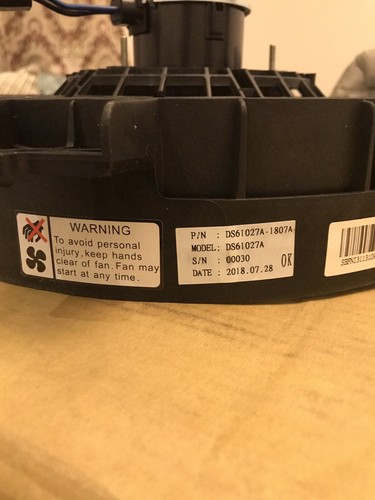 WARNING
To avoid personal
injury, keep hands
clear of fan. Fan may
start at any time.
P/N : DS61027A-1807A
MODEL: DS61027A
S/N : 00030
DATE : 2018.07.28 OK